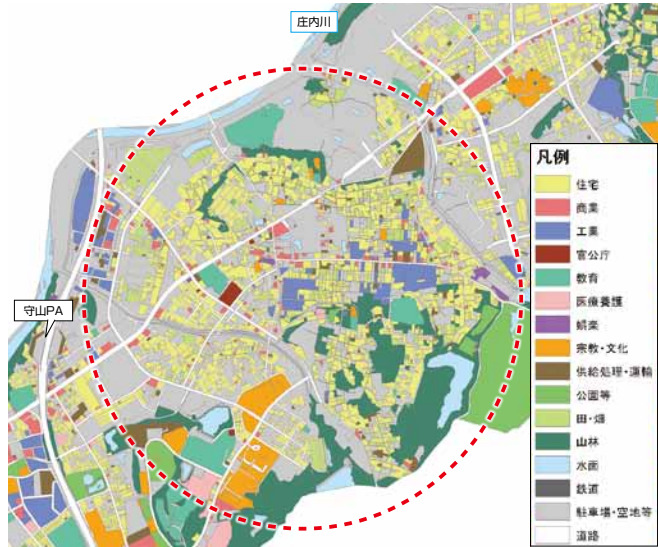 庄内川
守山PA
凡例
住宅
商業
工業
官公庁
教育
医療養護
娯楽
宗教・文化
供給処理・運輸
公園等
田・畑
山林
水面
鉄道
駐車場・空地等
道路